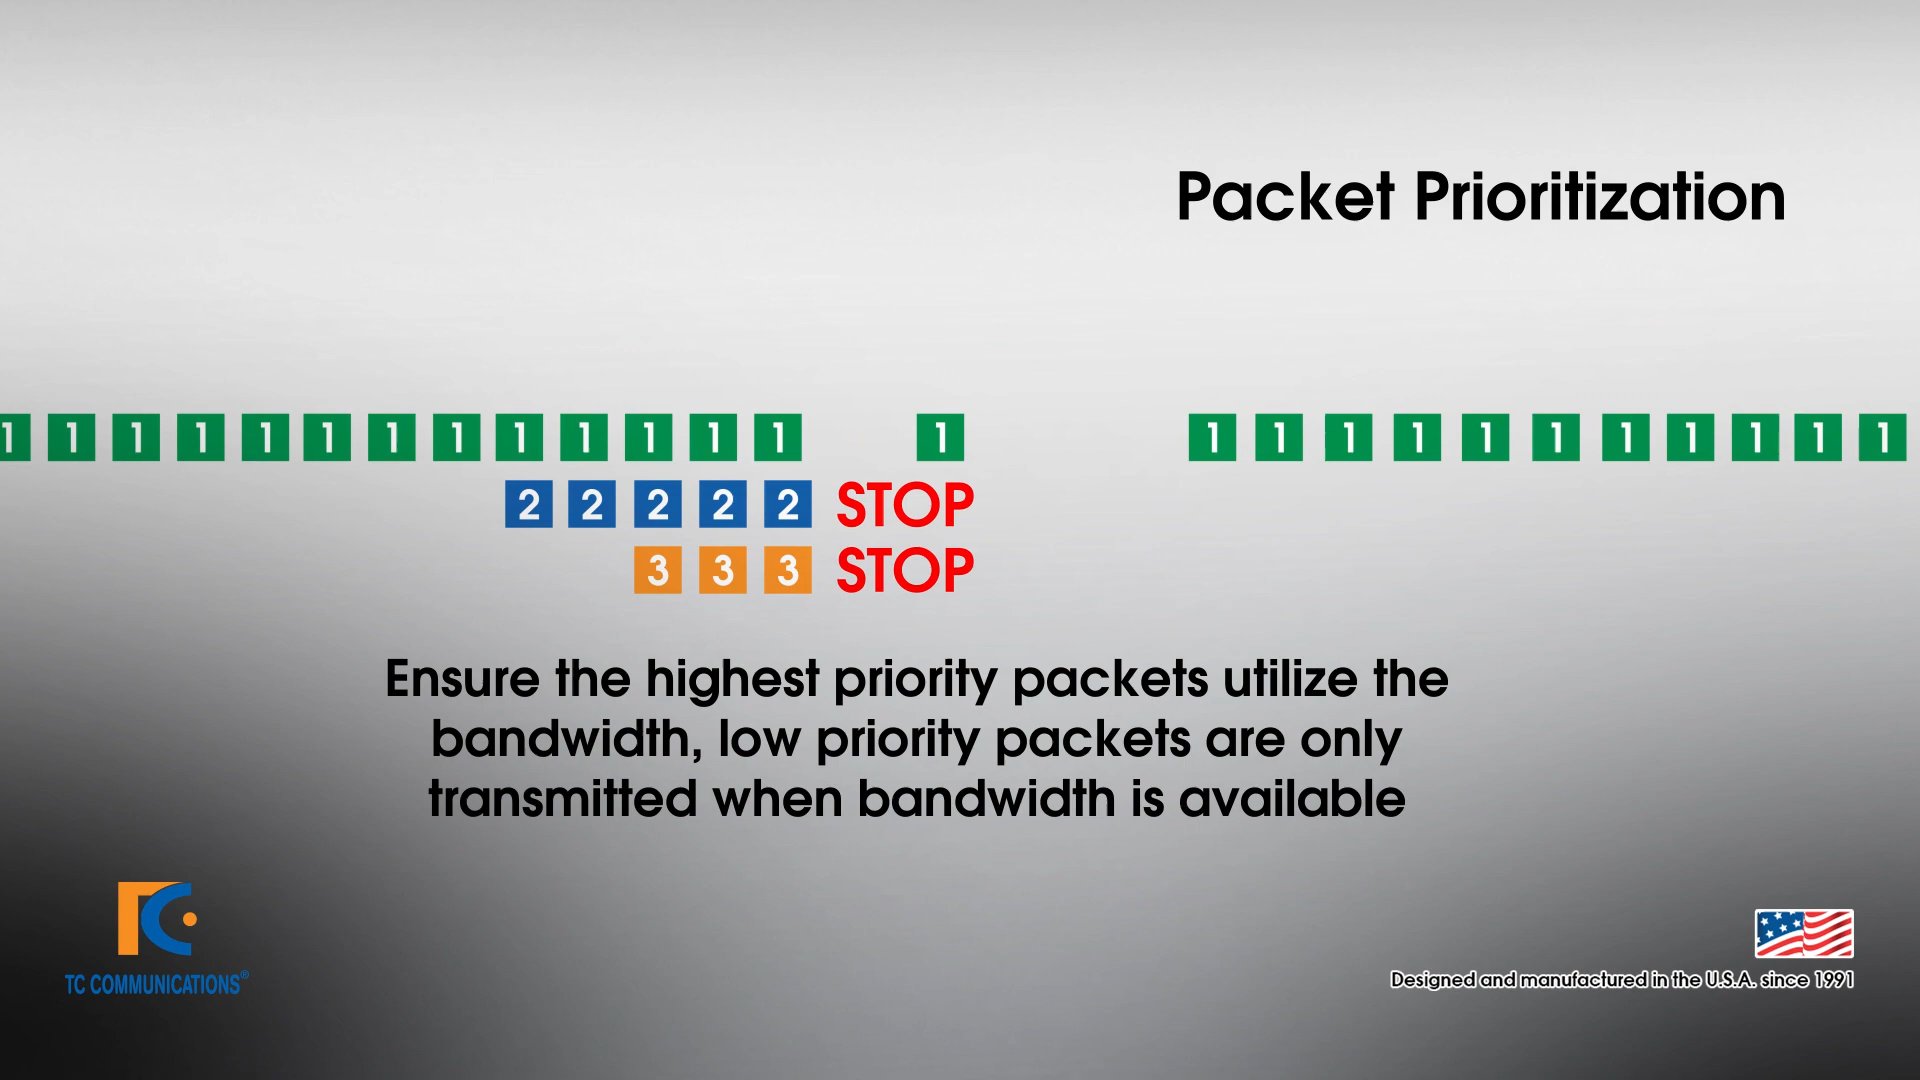 Packet Prioritization
1 1 1 1 1 1 1 1 1 1 1 1 1 1 1 1 1 1 1 1 1 1 1 1 1
2 2 2 2 2 STOP
3 3 3 STOP
Ensure the highest priority packets utilize the
bandwidth, low priority packets are only
transmitted when bandwidth is available
TC COMMUNICATIONS®
Designed and manufactured in the U.S.A. since 1991